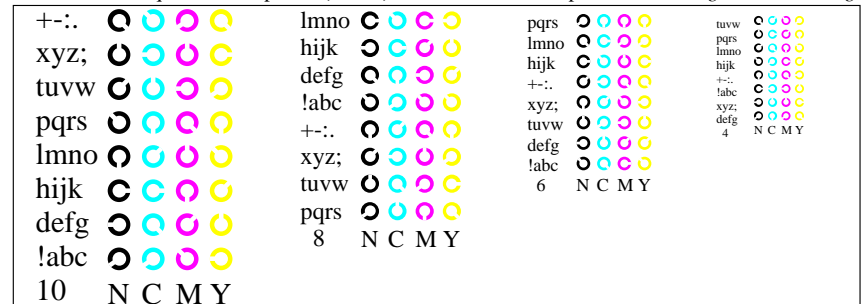 +-:.
xyz;
tuvw
pqrs
lmno
hijk
defg
!abc
10 N C M Y
lmno
hijk
defg
!abc
+-:.
xyz;
tuvw
pqrs
8 N C M Y
pqrs
lmno
hijk
+-:.
xyz;
tuvw
defg
!abc
6 N C M Y
tuvw
pqrs
lmno
hijk
+-:.
!abc
xyz;
defg
4 N C M Y